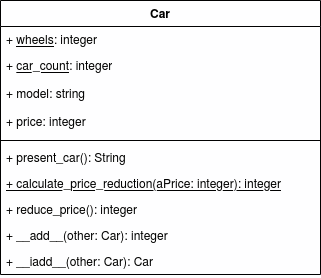 Car
+ wheels: integer
+ car_count: integer
+ model: string
+ price: integer
+ present_car(): String
+ calculate_price_reduction(aPrice: integer): integer
+ reduce_price(): integer
+ __add__(other: Car): integer
+ __iadd__(other: Car): Car